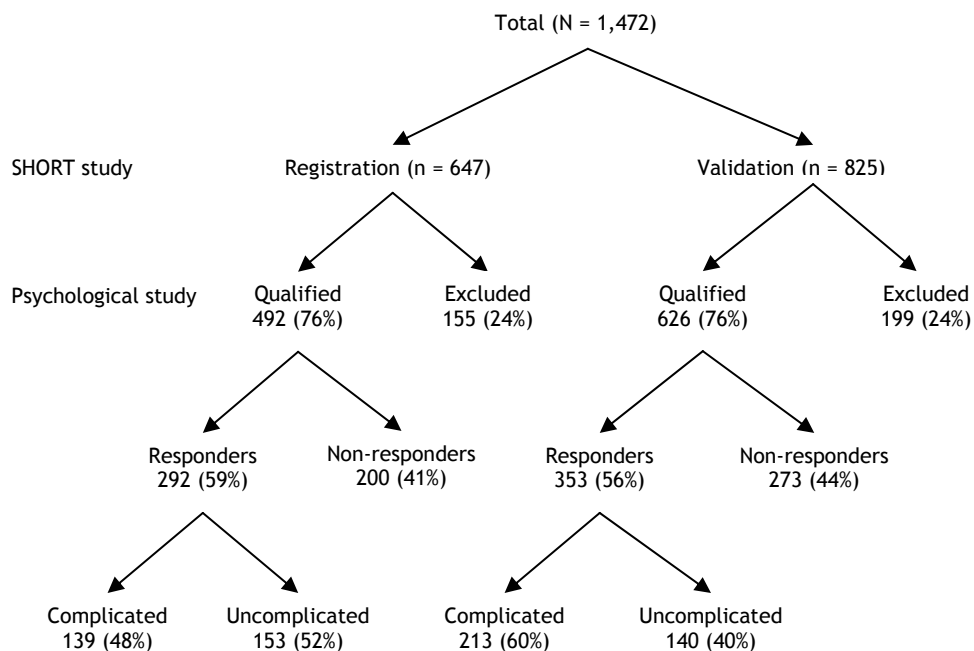 Total (N = 1,472)
SHORT study
Registration (n = 647)
Validation (n = 825)
Psychological study
Qualified
492 (76%)
Excluded
155 (24%)
Qualified
626 (76%)
Excluded
199 (24%)
Responders
292 (59%)
Non-responders
200 (41%)
Responders
353 (56%)
Non-responders
273 (44%)
Complicated
139 (48%)
Uncomplicated
153 (52%)
Complicated
213 (60%)
Uncomplicated
140 (40%)